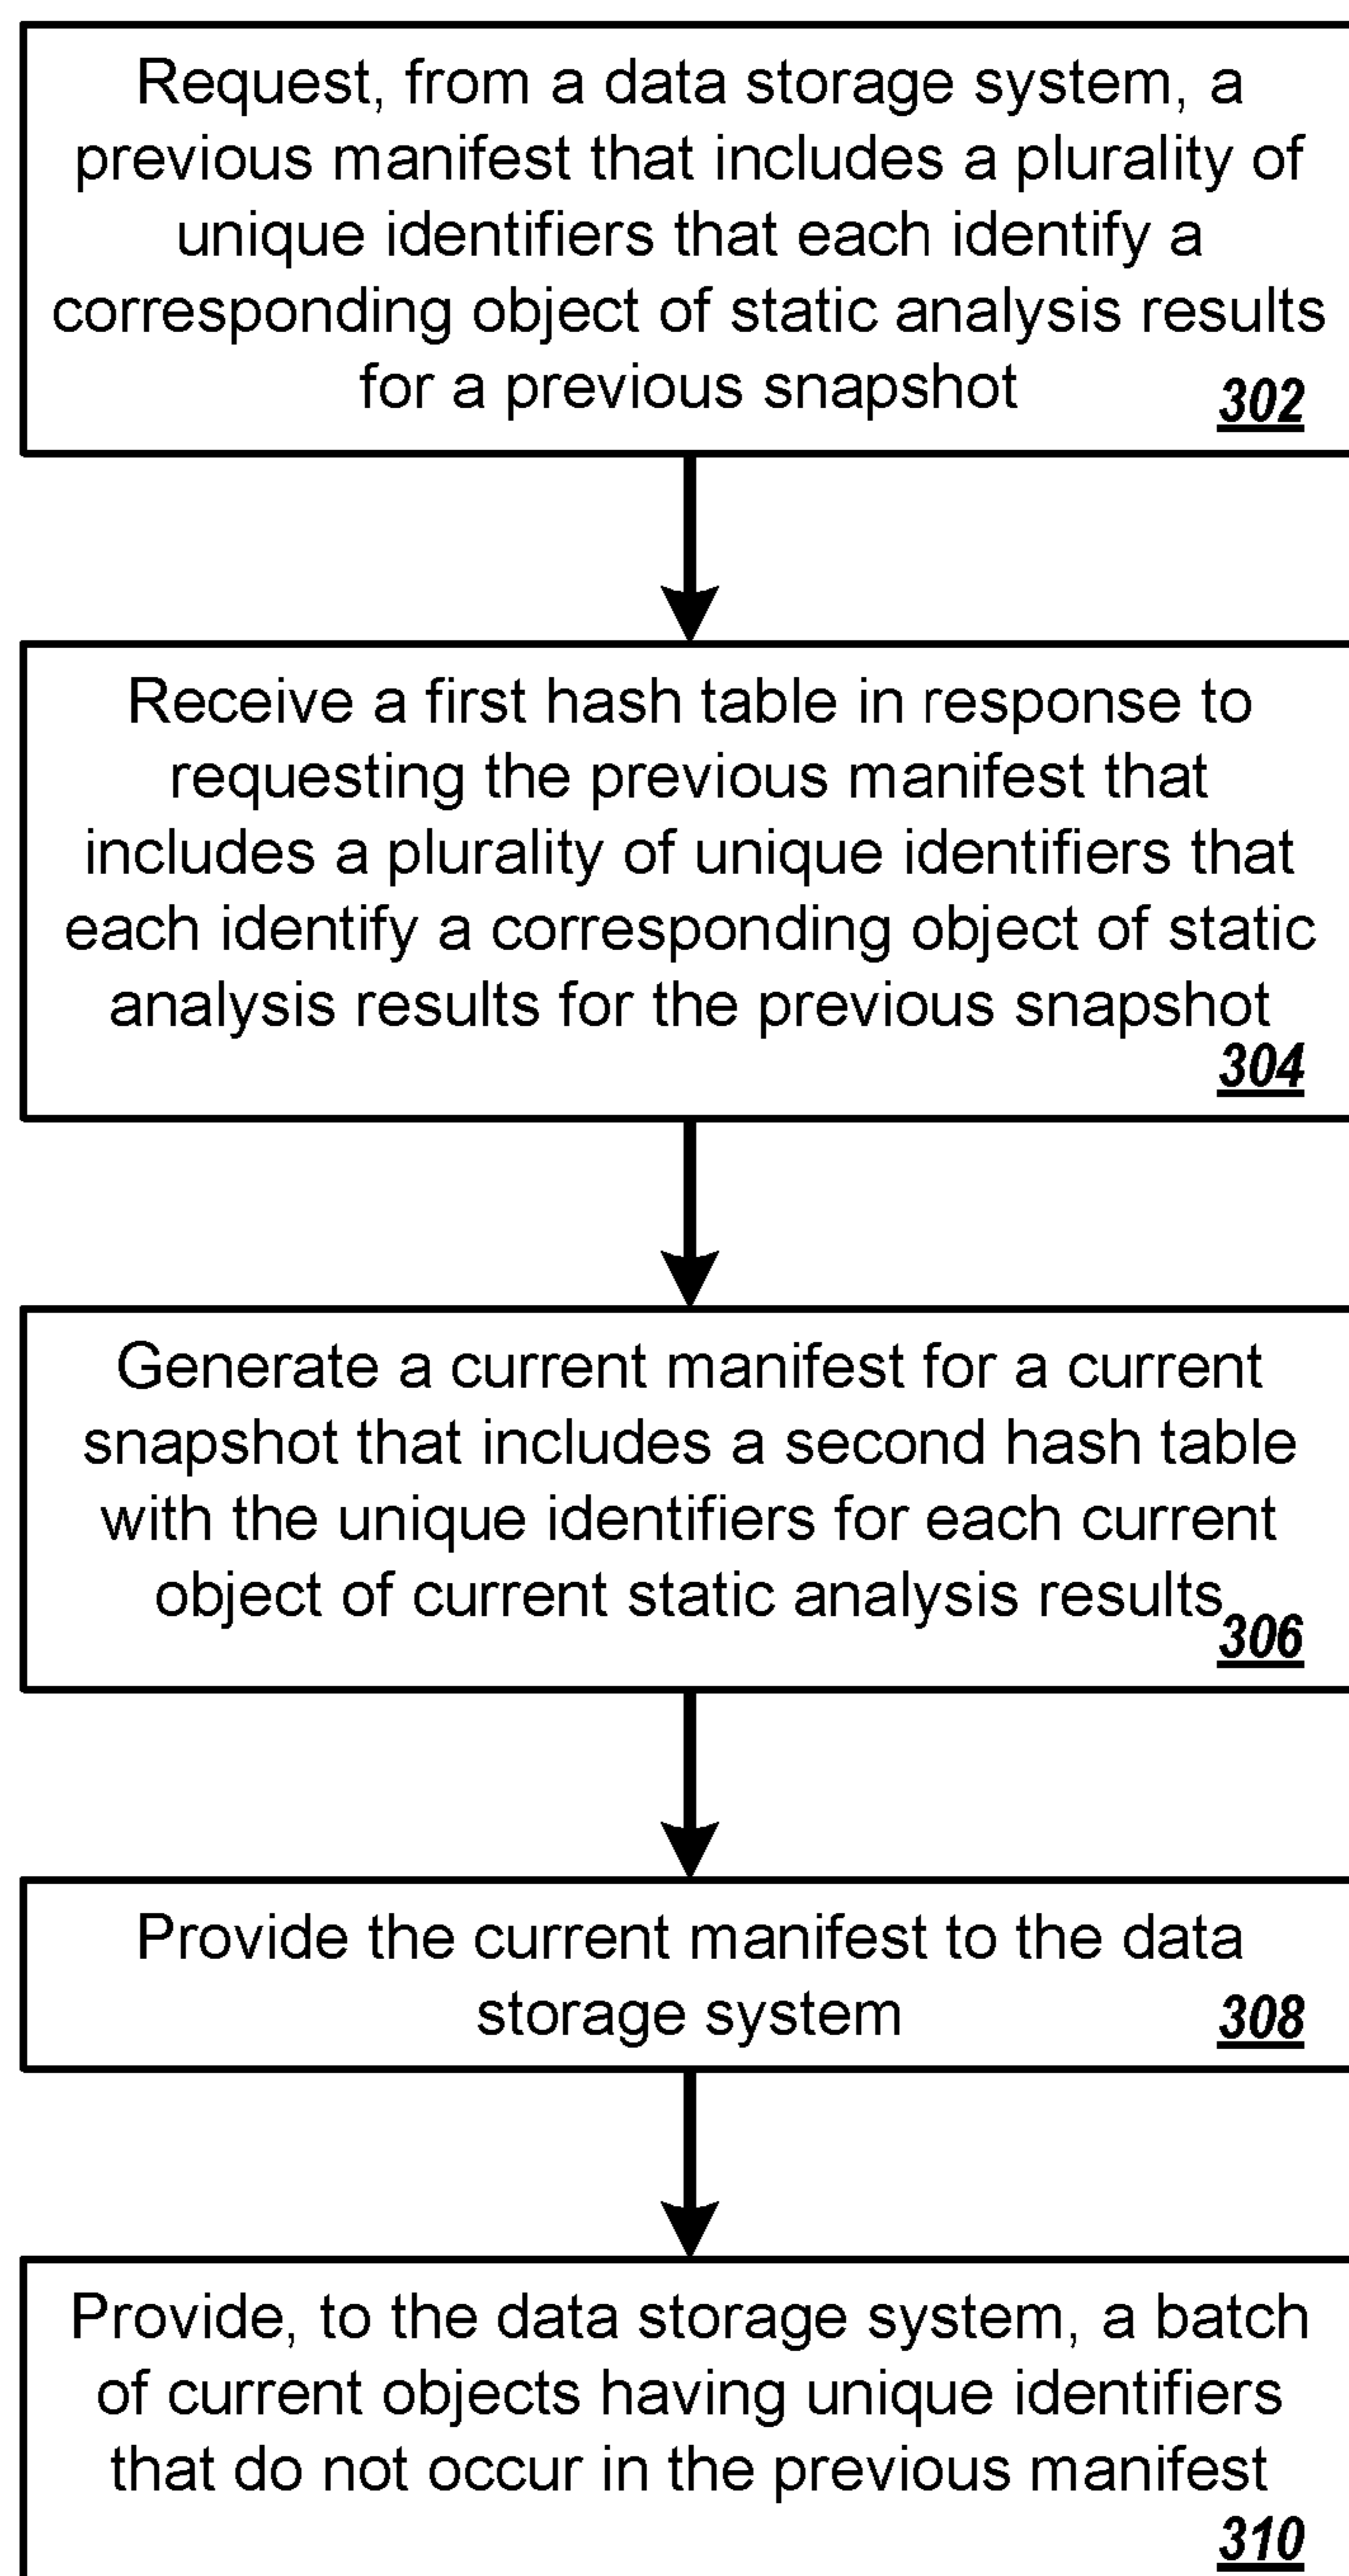 Request, from a data storage system, a
previous manifest that includes a plurality of
unique identifiers that each identify a
corresponding object of static analysis results
for a previous snapshot
302
Receive a first hash table in response to
requesting the previous manifest that
includes a plurality of unique identifiers that
each identify a corresponding object of static
analysis results for the previous snapshot
304
Generate a current manifest for a current
snapshot that includes a second hash table
with the unique identifiers for each current
object of current static analysis results
306
Provide the current manifest to the data
storage system
308
Provide, to the data storage system, a batch
of current objects having unique identifiers
that do not occur in the previous manifest
310